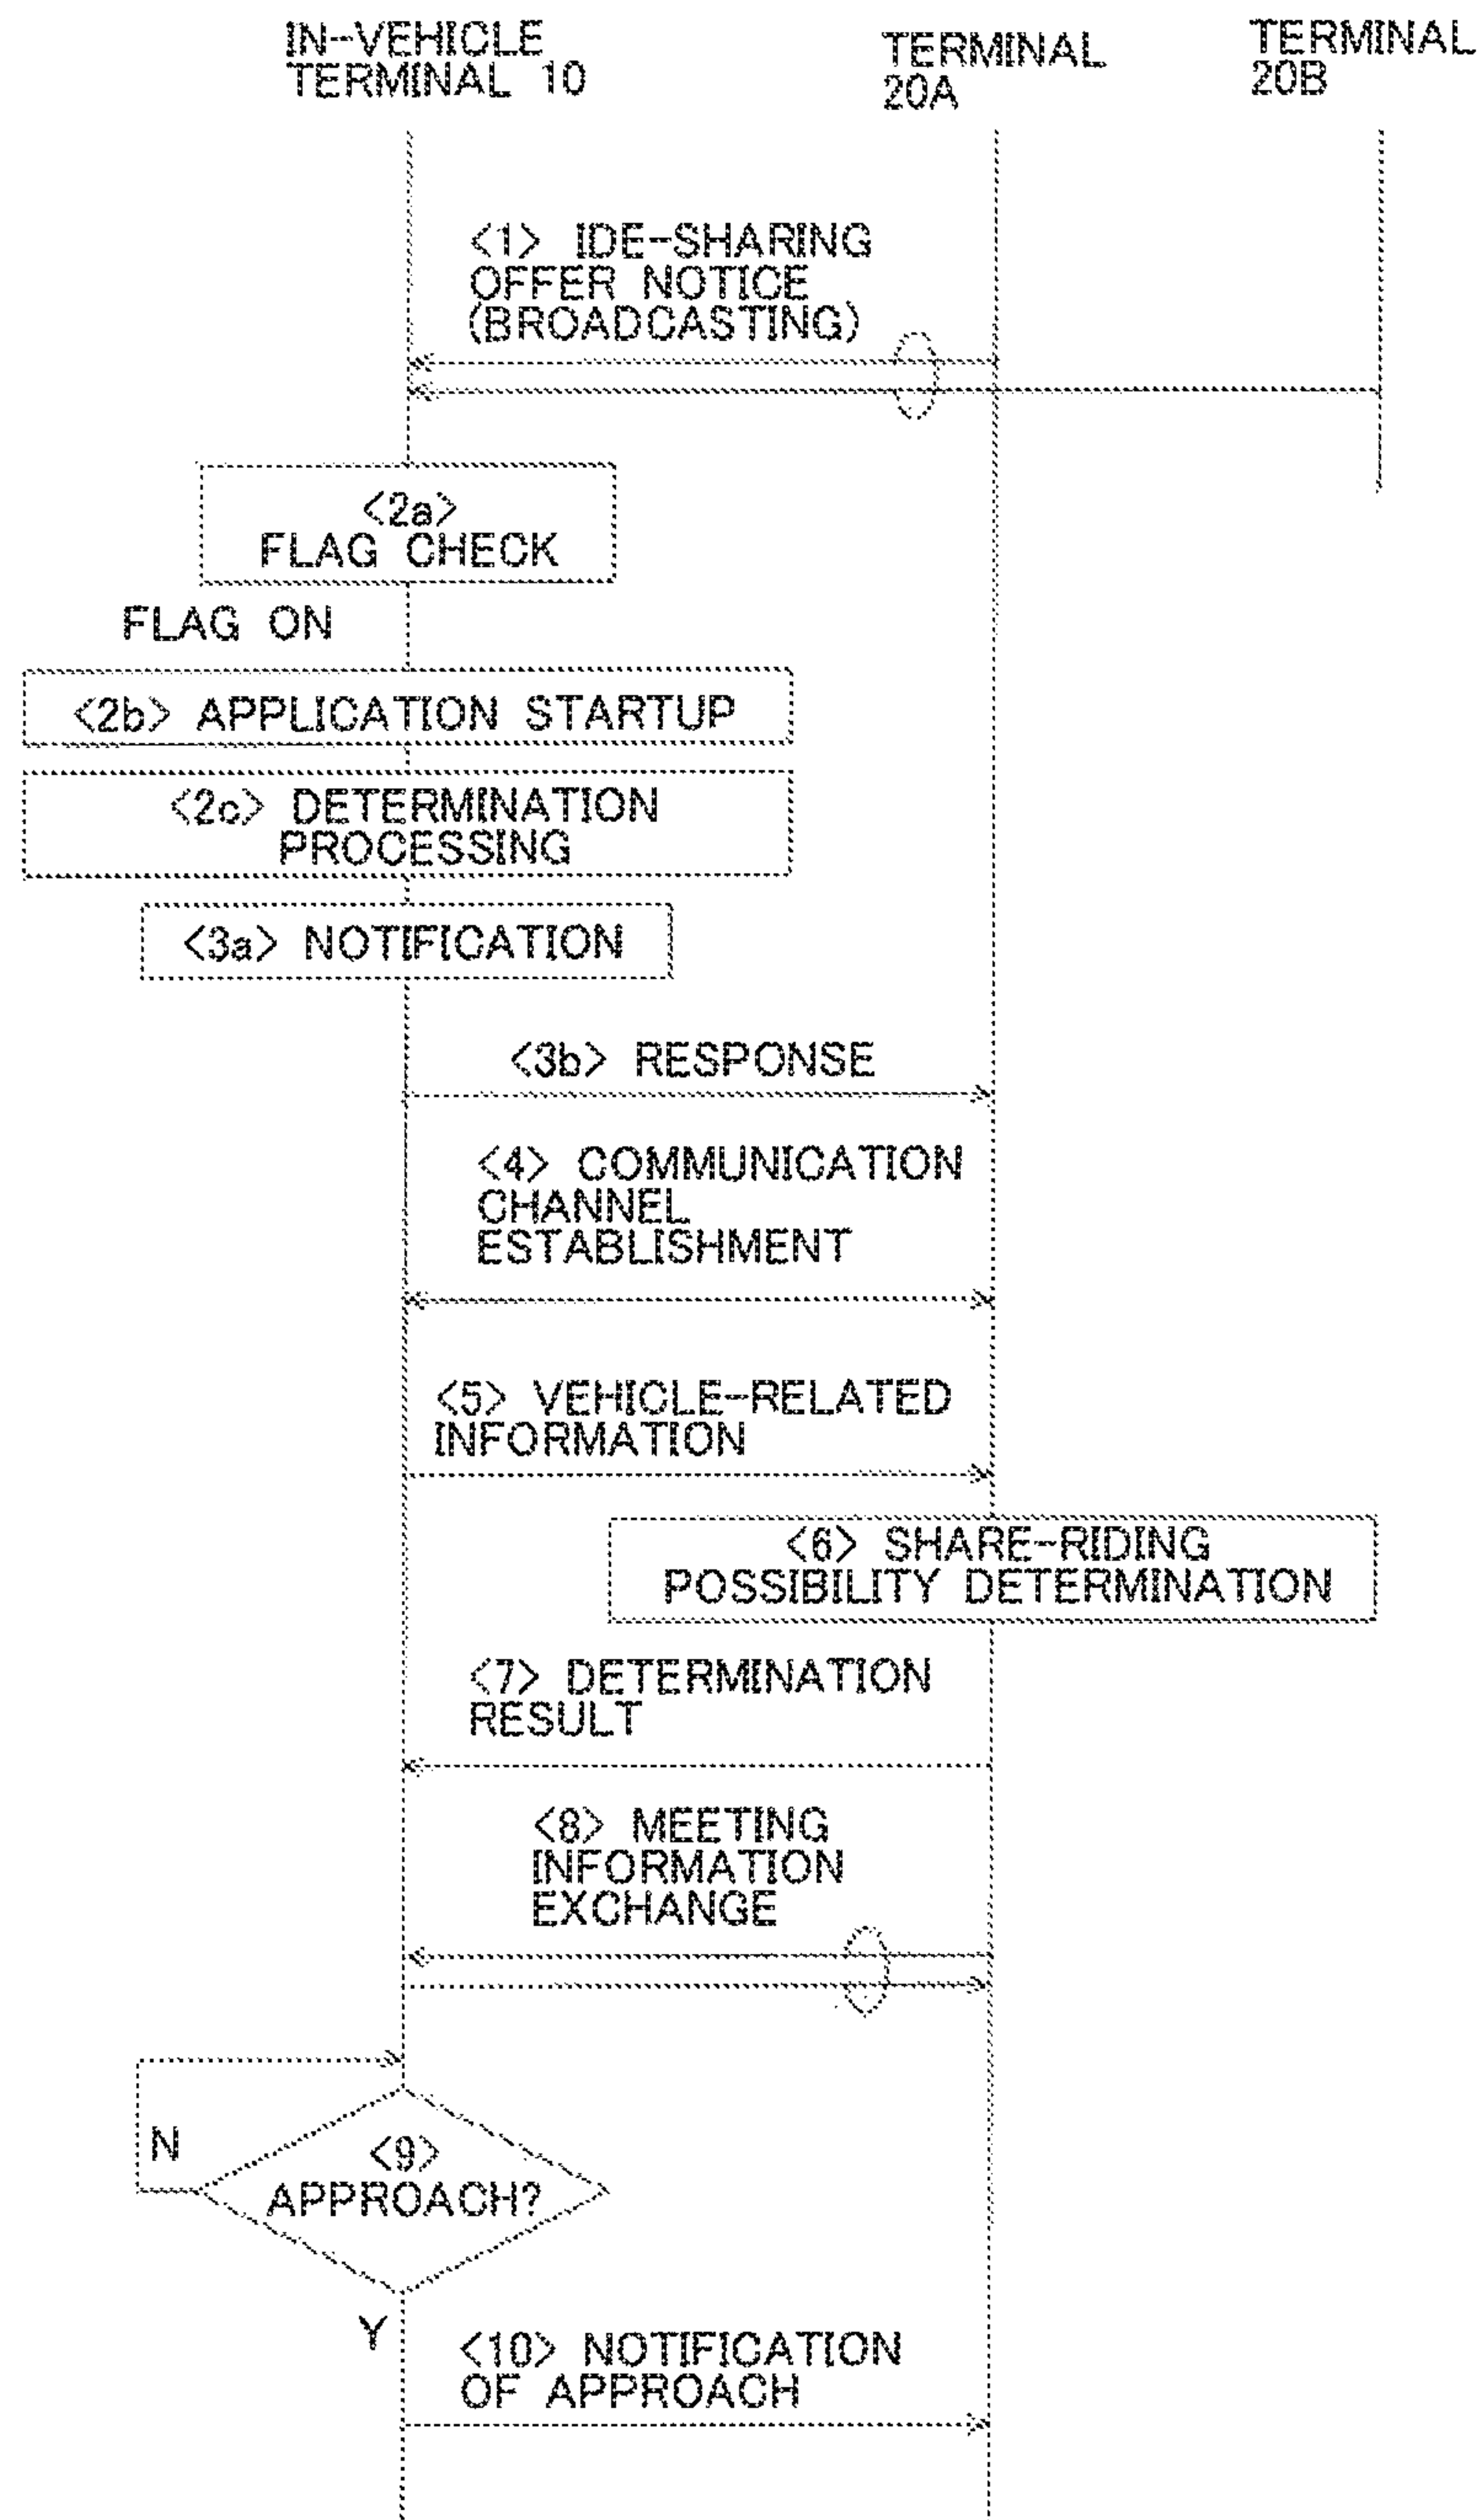 IN-VEHICLE
TERMINAL 10
TERMINAL
20A
TERMINAL
20B
<1> IDE-SHARING
OFFER NOTICE
(BROADCASTING)
<2a>
FLAG CHECK
FLAG ON
<2b> APPLICATION STARTUP
<2c> DETERMINATION
PROCESSING
<3a> NOTIFICATION
<3b> RESPONSE
<4> COMMUNICATION
CHANNEL
ESTABLISHMENT
<5> VEHICLE-RELATED
INFORMATION
<6> SHARE-RIDING
POSSIBILITY DETERMINATION
<7> DETERMINATION
RESULT
<8> MEETING
INFORMATION
EXCHANGE
N
<9>
APPROACH?
Y
<10> NOTIFICATION
OF APPROACH